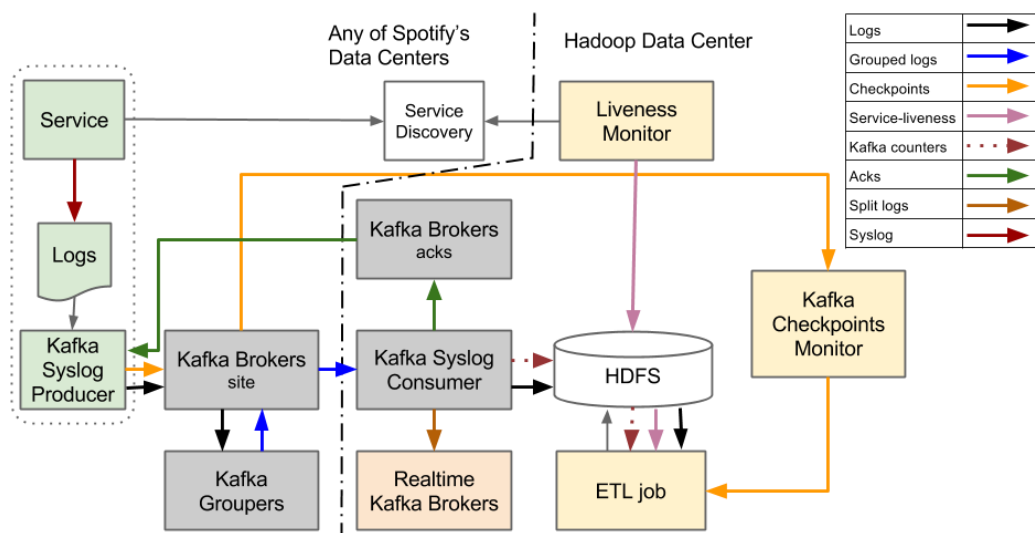 Any of Spotify's
Data Centers
Hadoop Data Center
Logs
Grouped logs
Checkpoints
Service-liveness
Kafka counters
Acks
Split logs
Syslog
Service
Service
Discovery
Liveness
Monitor
Logs
Kafka Brokers
acks
Kafka
Checkpoints
Monitor
Kafka
Syslog
Producer
Kafka Brokers
site
Kafka Syslog
Consumer
HDFS
Kafka
Groupers
Realtime
Kafka Brokers
ETL job